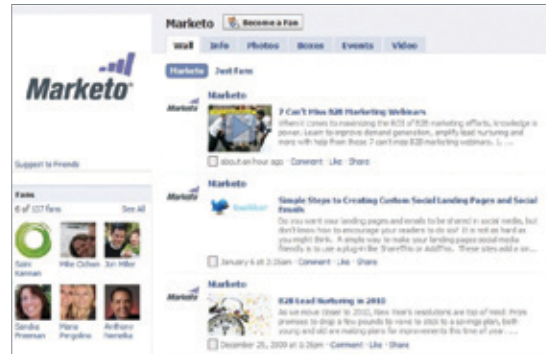 Marketo Become a Fan
Wall Info Photos Boxes Events Video
Marketo Just Fans
Marketo
Suggest to Friends
Fans
6 of 107 fans See All
Mike Jon Miller
Sandra Freeman Maria Pergolino Anthony
Marketo
Marketo
7 Can't Miss B2B Marketing Webinars
When it comes to maximizing the ROI of B2B marketing efforts, knowledge is
power. Learn to improve demand generation, amplify lead nurturing and
more with help from these 7 can't miss B2B marketing webinars. 1. ...
about an hour ago · Comment · Like · Share
Marketo
Marketo
twitter
Simple Steps to Creating Custom Social Landing Pages and Social
Emails
Do you want your landing pages and emails to be shared in social media, but
don't know how to encourage your readers to do so? It is not as hard as
you might think. A simple way to make your landing pages social media
friendly is to use a plug-in like ShareThis or AddThis. These sites add a
January 6 at 2: · Comment · Like · Share
Marketo
Marketo
B2B Lead Nurturing in 2010
As we move closer to 2010, New Year's resolutions are top of mind. From
promises to drop a few pounds to vows to stick to a savings plan, both
young and old are making plans for improvements this time of year. ...
December 29, 2009 at · Comment · Like · Share